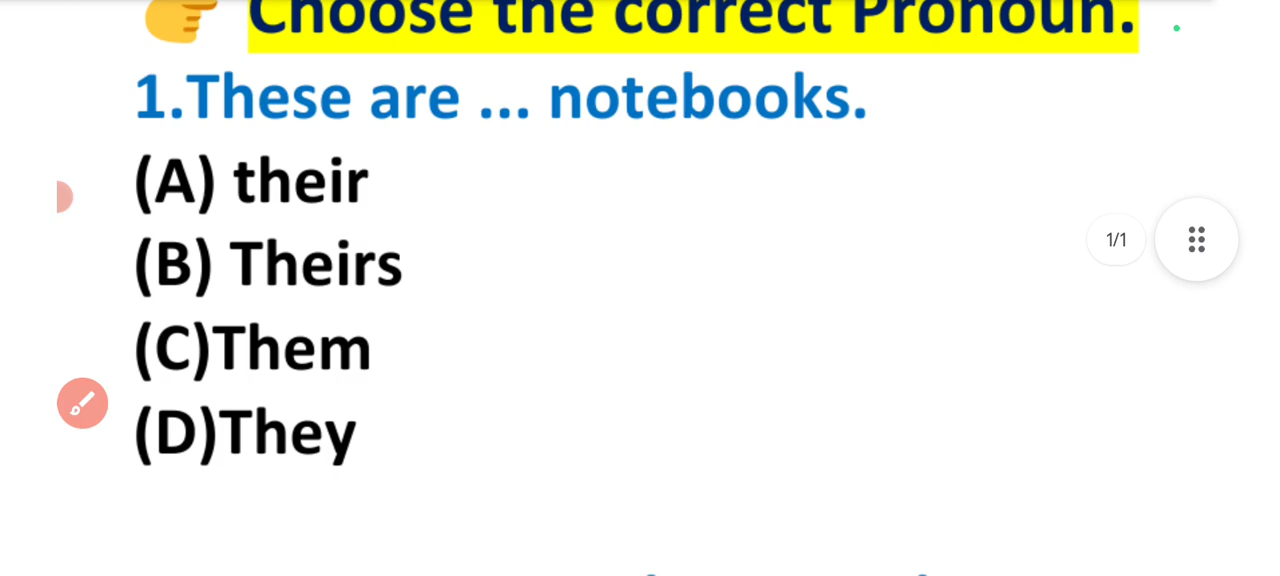 Choose the correct Pronoun.
1.These are ... notebooks.
(A) their
(B) Theirs
(C)Them
(D)They
1/1